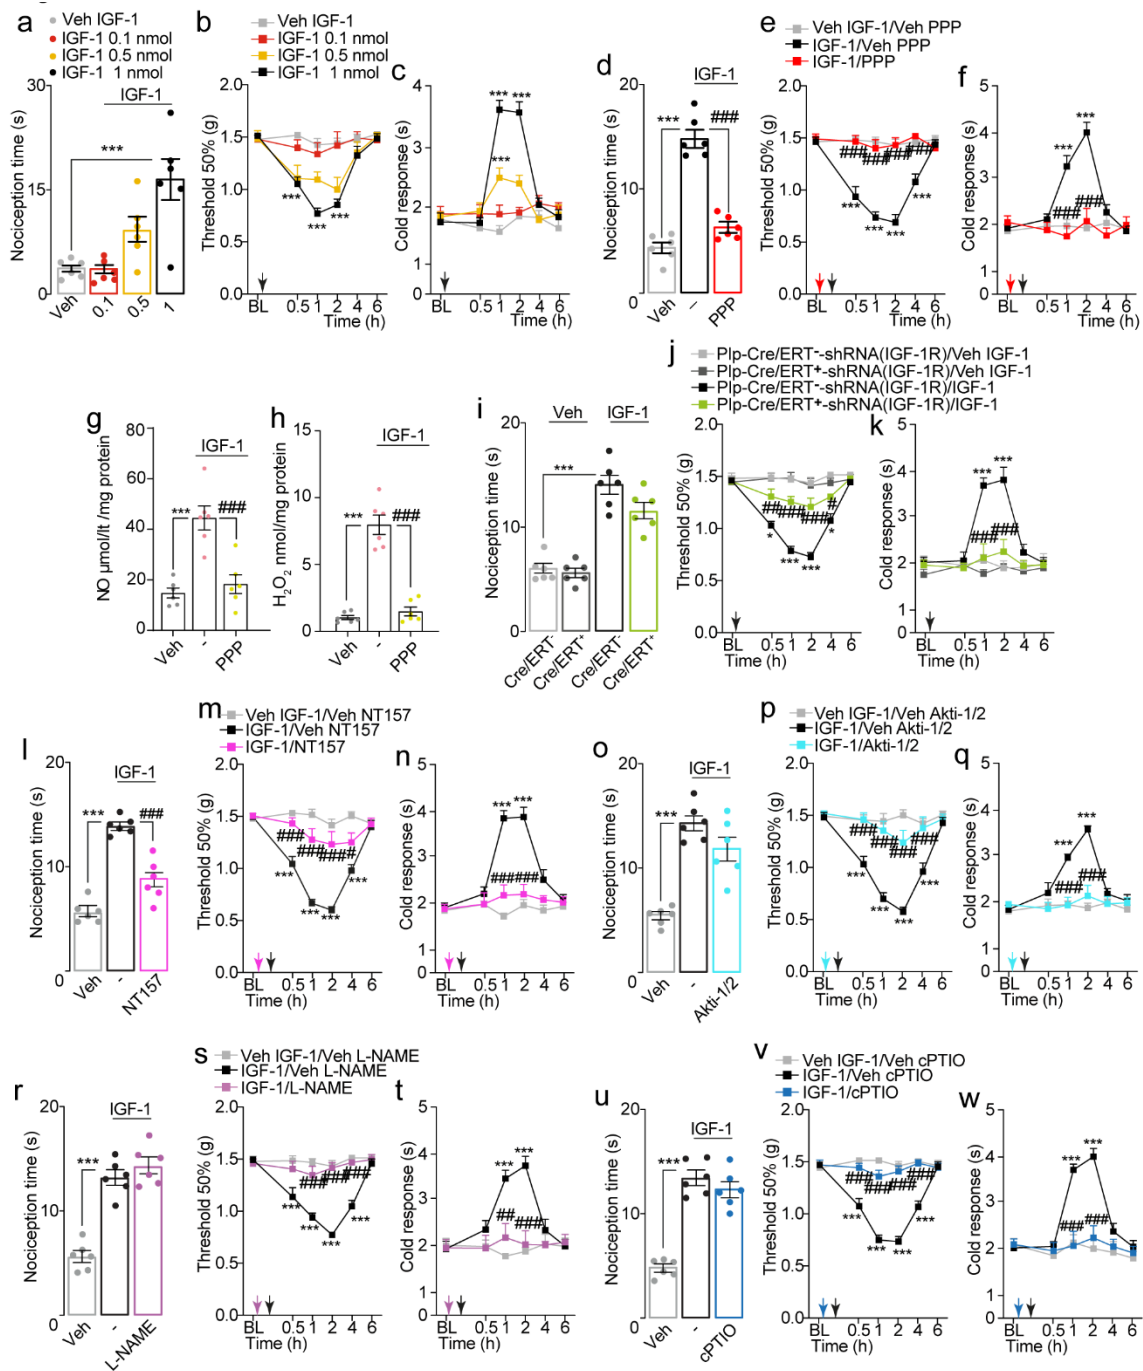 a
Veh IGF-1
IGF-1 0.1 nmol
IGF-1 0.5 nmol
IGF-1 1 nmol
IGF-1
Nociception time (s)
30
15
0
***
Veh
0.1
0.5
1
b
Veh IGF-1
IGF-1 0.1 nmol
IGF-1 0.5 nmol
IGF-1 1 nmol
Threshold 50% (g)
2.0
1.5
1.0
0.5
0.0
***
***
***
BL
0.5
1
2
4
6
Time (h)
c
Cold response (s)
5
4
3
2
1
0
***
***
***
BL
0.5
1
2
4
6
Time (h)
d
IGF-1
Nociception time (s)
20
10
0
***
###
Veh
-
PPP
e
Veh IGF-1/Veh PPP
IGF-1/Veh PPP
IGF-1/PPP
Threshold 50% (g)
2.0
1.5
1.0
0.5
0.0
###
###
###
###
***
***
***
***
BL
0.5
1
2
4
6
Time (h)
f
Cold response (s)
5
4
3
2
1
0
***
***
###
###
BL
0.5
1
2
4
6
Time (h)
g
IGF-1
NO µmol/lt /mg protein
80
60
40
20
0
***
###
Veh
-
PPP
h
IGF-1
H2O2 nmol/mg protein
15
10
5
0
***
###
Veh
-
PPP
i
Veh
IGF-1
Nociception time (s)
20
10
0
***
Cre/ERT-
Cre/ERT+
Cre/ERT-
Cre/ERT+
j
Plp-Cre/ERT--shRNA(IGF-1R)/Veh IGF-1
Plp-Cre/ERT+-shRNA(IGF-1R)/Veh IGF-1
Plp-Cre/ERT--shRNA(IGF-1R)/IGF-1
Plp-Cre/ERT+-shRNA(IGF-1R)/IGF-1
Threshold 50% (g)
2.0
1.5
1.0
0.5
0.0
##
###
###
#
*
***
***
*
BL
0.5
1
2
4
6
Time (h)
k
Cold response (s)
5
4
3
2
1
0
***
***
###
###
BL
0.5
1
2
4
6
Time (h)
l
IGF-1
Nociception time (s)
20
10
0
***
###
Veh
-
NT157
m
Veh IGF-1/Veh NT157
IGF-1/Veh NT157
IGF-1/NT157
Threshold 50% (g)
2.0
1.5
1.0
0.5
0.0
###
###
###
#
***
***
***
***
BL
0.5
1
2
4
6
Time (h)
n
Cold response (s)
5
4
3
2
1
0
***
***
###
###
BL
0.5
1
2
4
6
Time (h)
o
IGF-1
Nociception time (s)
20
10
0
***
Veh
-
Akti-1/2
p
Veh IGF-1/Veh Akti-1/2
IGF-1/Veh Akti-1/2
IGF-1/Akti-1/2
Threshold 50% (g)
2.0
1.5
1.0
0.5
0.0
###
###
###
###
***
***
***
***
BL
0.5
1
2
4
6
Time (h)
q
Cold response (s)
5
4
3
2
1
0
***
***
###
###
BL
0.5
1
2
4
6
Time (h)
r
IGF-1
Nociception time (s)
20
10
0
***
Veh
-
L-NAME
s
Veh IGF-1/Veh L-NAME
IGF-1/Veh L-NAME
IGF-1/L-NAME
Threshold 50% (g)
2.0
1.5
1.0
0.5
0.0
###
###
###
***
***
***
***
BL
0.5
1
2
4
6
Time (h)
t
Cold response (s)
5
4
3
2
1
0
***
***
##
###
BL
0.5
1
2
4
6
Time (h)
u
IGF-1
Nociception time (s)
20
10
0
***
Veh
-
cPTIO
v
Veh IGF-1/Veh cPTIO
IGF-1/Veh cPTIO
IGF-1/cPTIO
Threshold 50% (g)
2.0
1.5
1.0
0.5
0.0
###
###
###
###
***
***
***
***
BL
0.5
1
2
4
6
Time (h)
w
Cold response (s)
5
4
3
2
1
0
***
***
###
###
BL
0.5
1
2
4
6
Time (h)